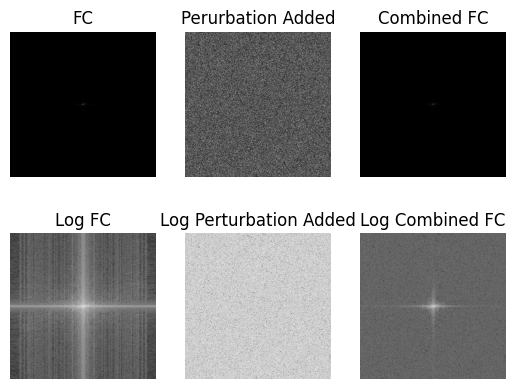 FC
Perurbation Added
Combined FC
Log FC
Log Perturbation Added
Log Combined FC